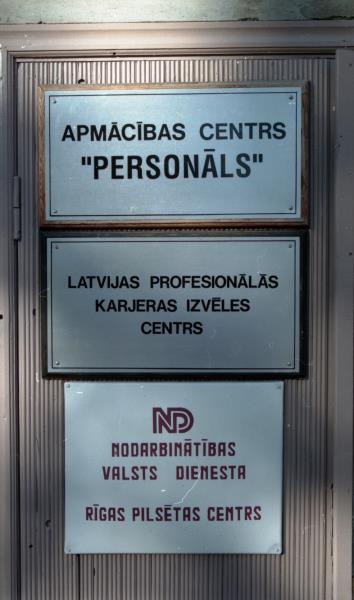 APMĀCĪBAS CENTRS
"PERSONĀLS"
LATVIJAS PROFESIONĀLĀS
KARJERAS IZVĒLES
CENTRS
ND
NODARBINĀTĪBAS
VALSTS DIENESTA
RĪGAS PILSĒTAS CENTRS